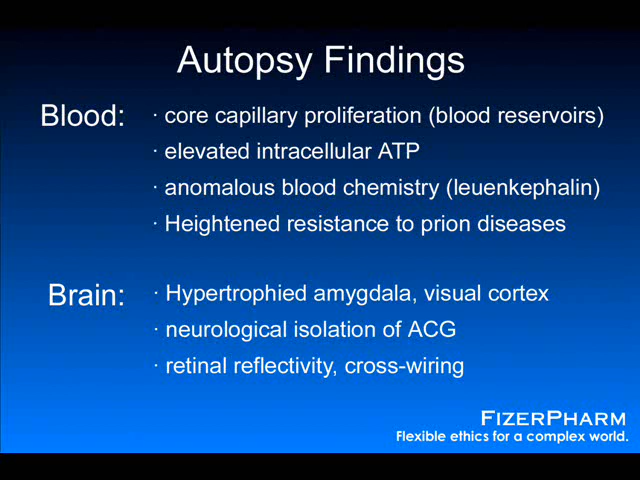 Autopsy Findings
Blood: · core capillary proliferation (blood reservoirs)
· elevated intracellular ATP
· anomalous blood chemistry (leuenkephalin)
· Heightened resistance to prion diseases
Brain: · Hypertrophied amygdala, visual cortex
· neurological isolation of ACG
· retinal reflectivity, cross-wiring
FIZERPHARM
Flexible ethics for a complex world.